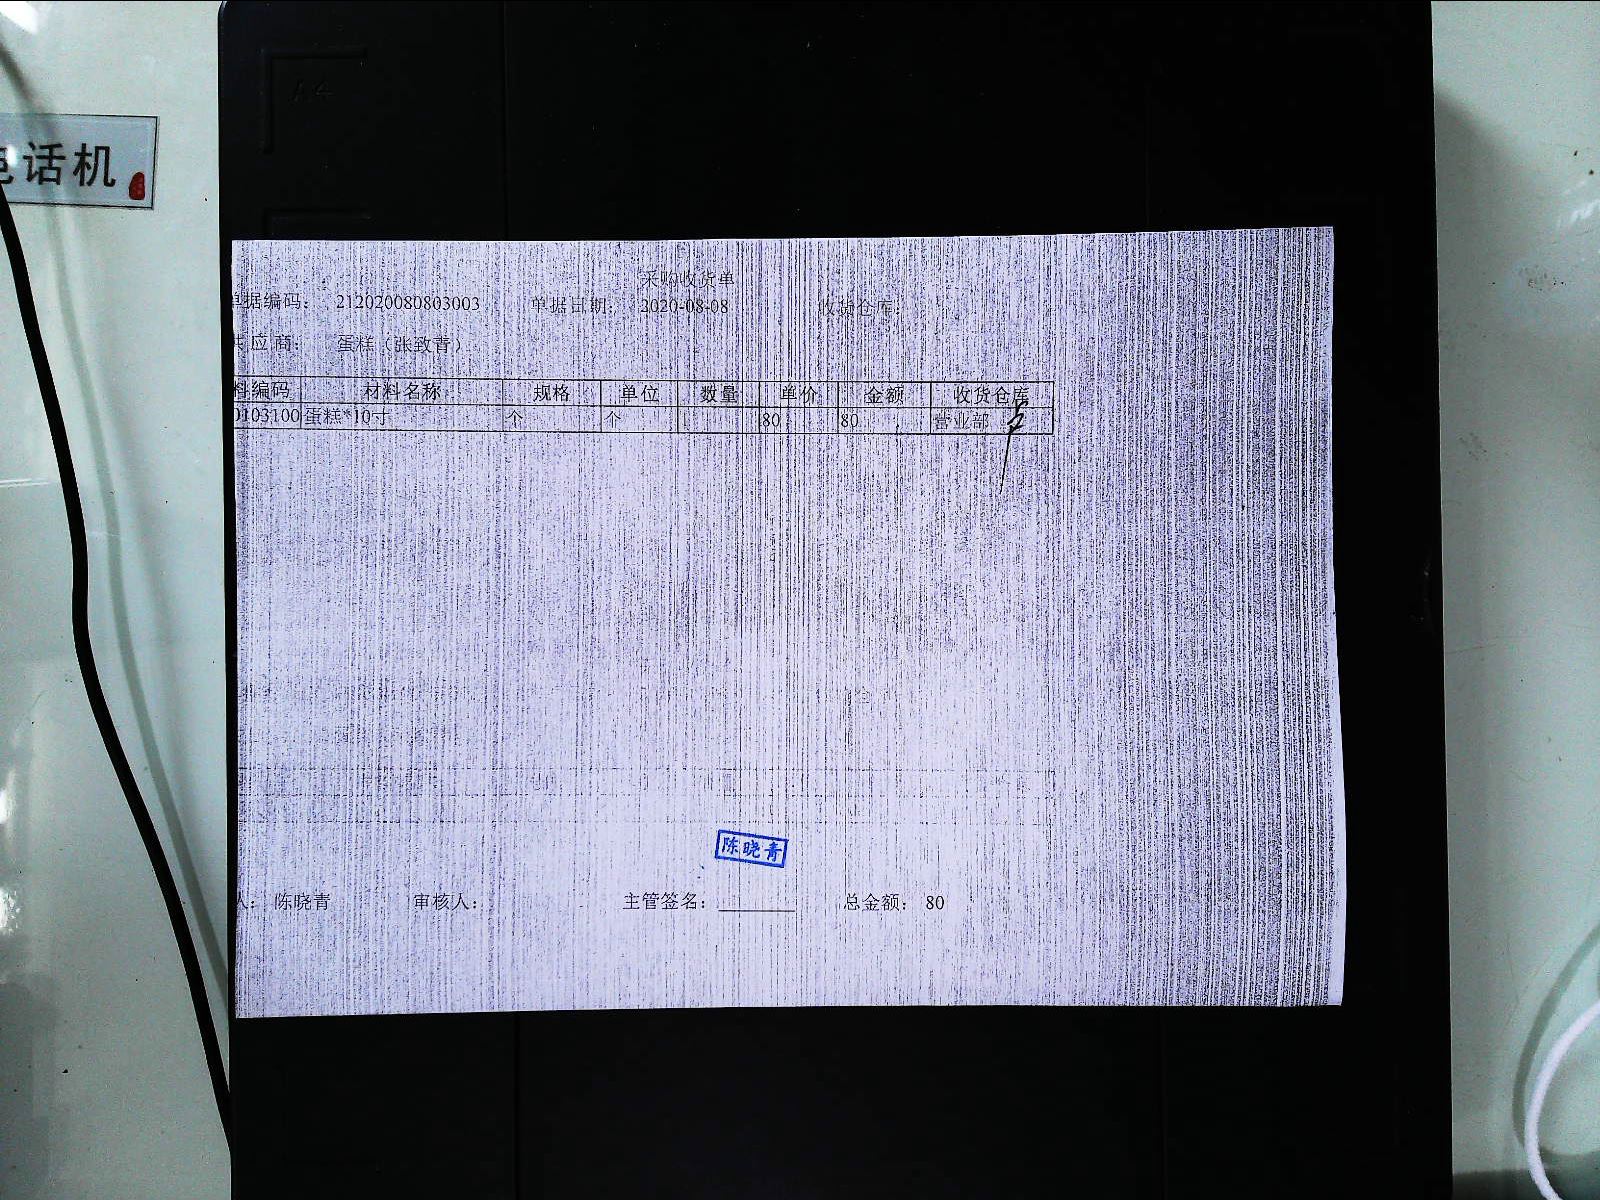 A4
话机
采购收货单
单据编码： 212020080803003 单据日期： 2020-08-08 收货仓库：
供应商： 蛋糕（张致青）
料编码 材料名称 规格 单位 数量 单价 金额 收货仓库
0103100 蛋糕*10寸 个 个 80 80 营业部
陈晓青
人： 陈晓青 审核人： 主管签名： 总金额： 80